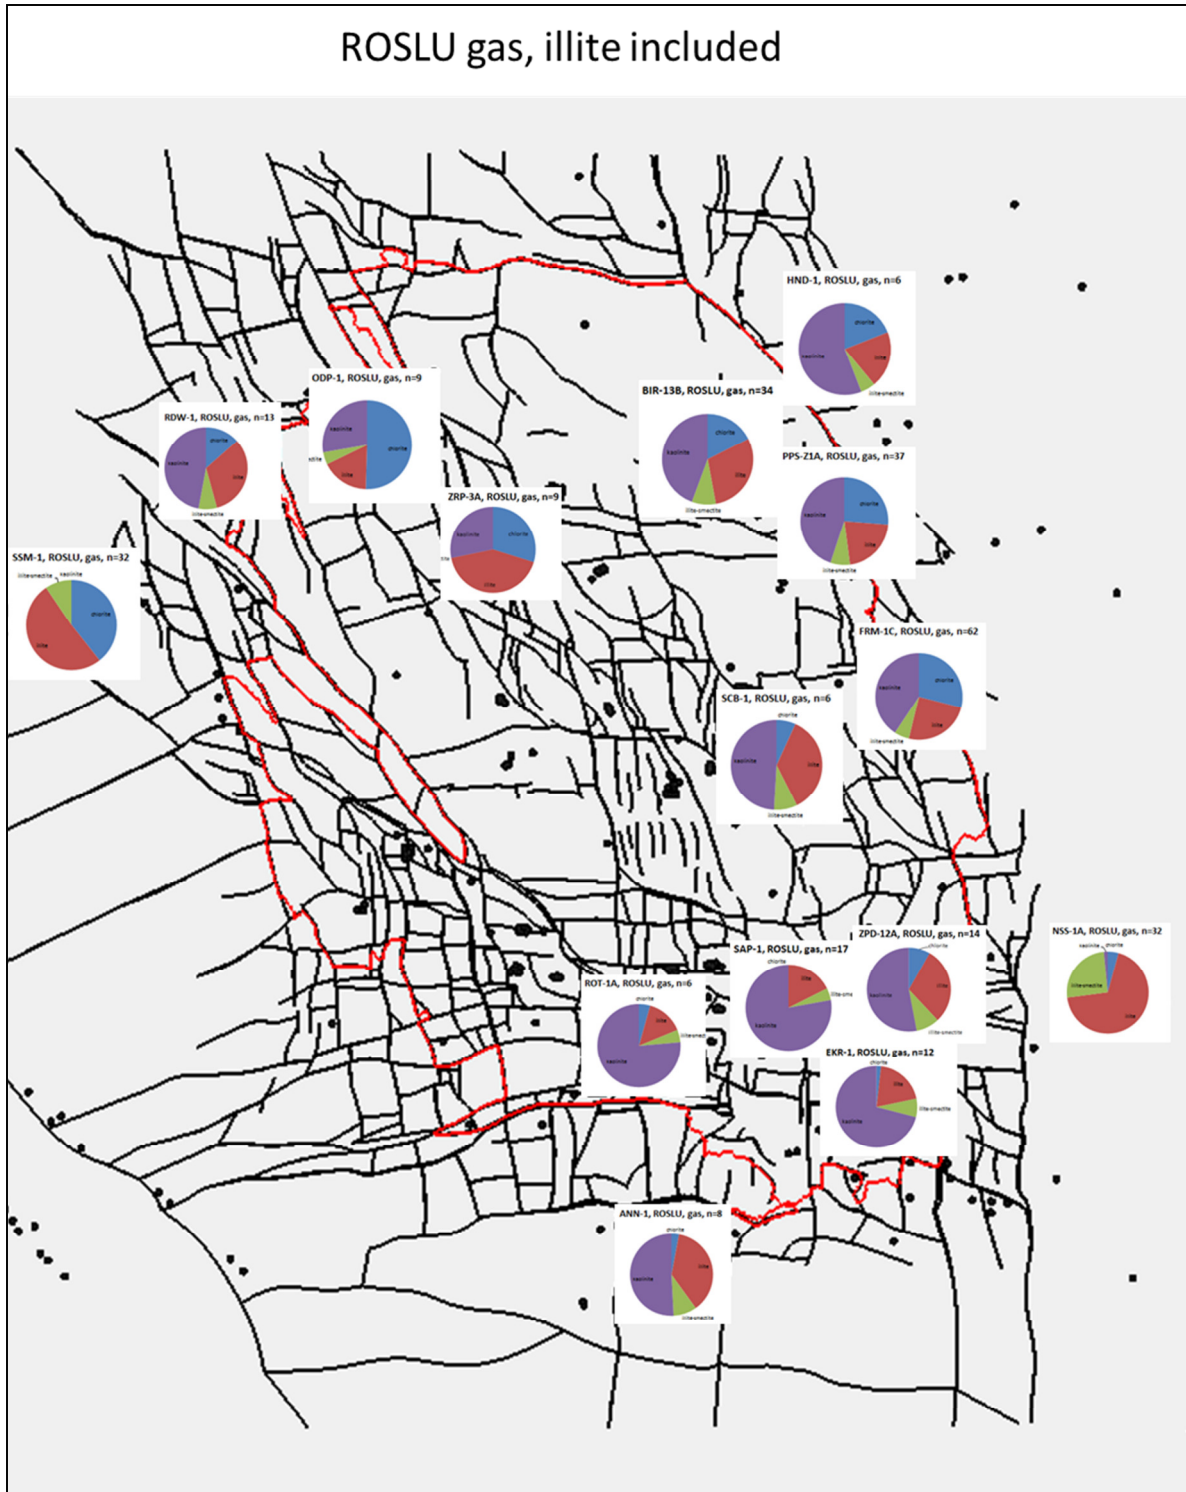 ROSLU gas, illite included
HND-1, ROSLU, gas, n=6
chlorite
illite
illite-smectite
kaolinite
ODP-1, ROSLU, gas, n=9
kaolinite
chlorite
illite
BIR-13B, ROSLU, gas, n=34
chlorite
kaolinite
illite
illite-smectite
RDW-1, ROSLU, gas, n=13
chlorite
kaolinite
illite
illite-smectite
PPS-Z1A, ROSLU, gas, n=37
chlorite
kaolinite
illite
illite-smectite
ZRP-3A, ROSLU, gas, n=9
kaolinite
chlorite
illite
SSM-1, ROSLU, gas, n=32
illite-smectite
kaolinite
chlorite
illite
FRM-1C, ROSLU, gas, n=62
kaolinite
chlorite
illite
illite-smectite
SCB-1, ROSLU, gas, n=6
chlorite
kaolinite
illite
illite-smectite
ZPD-12A, ROSLU, gas, n=14
chlorite
kaolinite
illite
illite-smectite
NSS-1A, ROSLU, gas, n=32
kaolinite
chlorite
illite-smectite
illite
SAP-1, ROSLU, gas, n=17
chlorite
illite
illite-sme
kaolinite
ROT-1A, ROSLU, gas, n=6
chlorite
illite
illite-smect
kaolinite
EKR-1, ROSLU, gas, n=12
chlorite
illite
illite-smectite
kaolinite
ANN-1, ROSLU, gas, n=8
chlorite
kaolinite
illite
illite-smectite